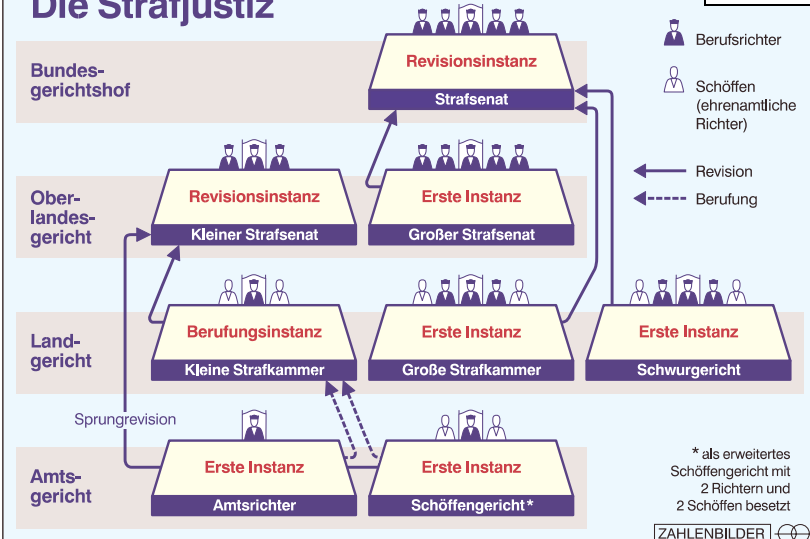 Die Strafjustiz
Bundes-
gerichtshof
Revisionsinstanz
Strafsenat
Berufsrichter
Schöffen
(ehrenamtliche
Richter)
Revision
Berufung
Ober-
landes-
gericht
Revisionsinstanz
Kleiner Strafsenat
Erste Instanz
Großer Strafsenat
Land-
gericht
Berufungsinstanz
Kleine Strafkammer
Erste Instanz
Große Strafkammer
Erste Instanz
Schwurgericht
Sprungrevision
Amts-
gericht
Erste Instanz
Amtsrichter
Erste Instanz
Schöffengericht*
* als erweitertes
Schöffengericht mit
2 Richtern und
2 Schöffen besetzt
ZAHLENBILDER